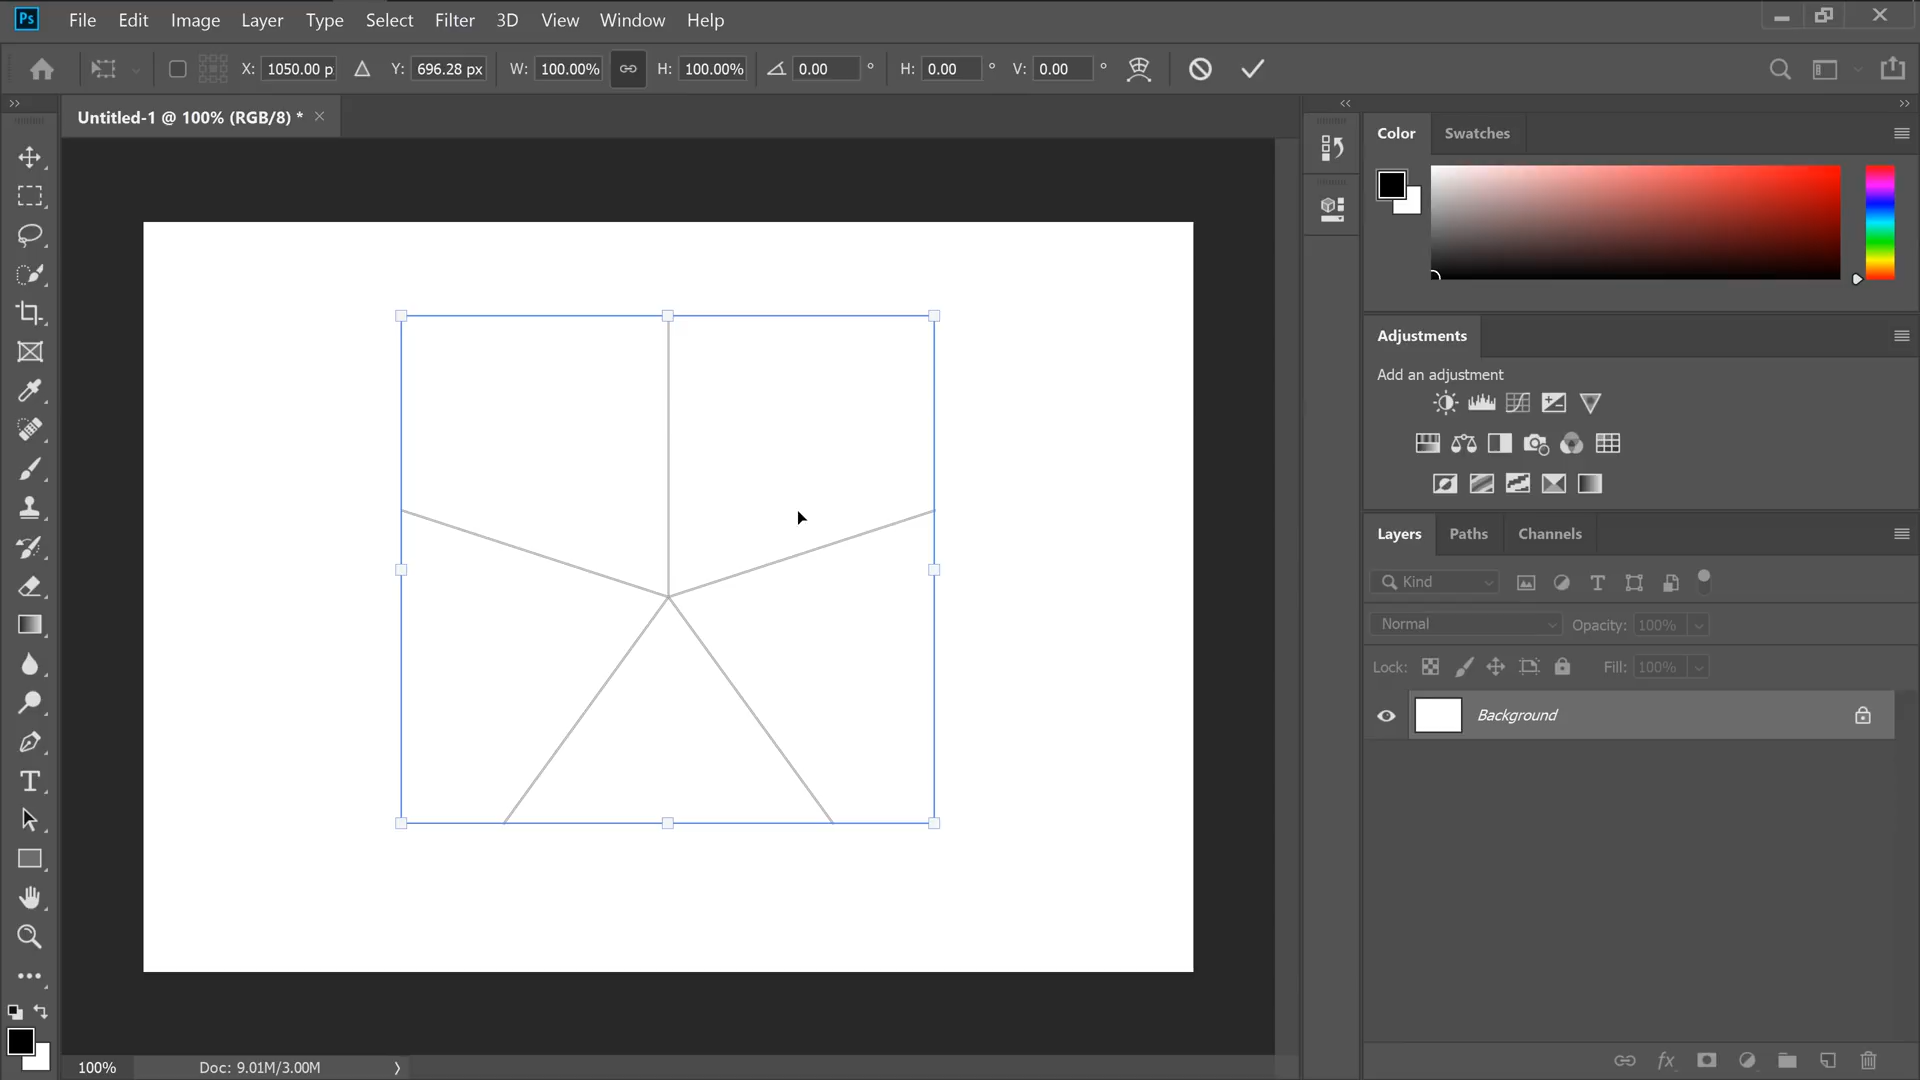 Ps File Edit Image Layer Type Select Filter 3D View Window Help
X: 1050.00 p Y: 696.28 px W: 100.00% H: 100.00% 0.00 ° H: 0.00 ° V: 0.00 °
Untitled-1 @ 100% (RGB/8) *
Color Swatches
Adjustments
Add an adjustment
Layers Paths Channels
Kind
Normal Opacity: 100%
Lock: Fill: 100%
Background
fx
100% Doc: 9.01M/3.00M